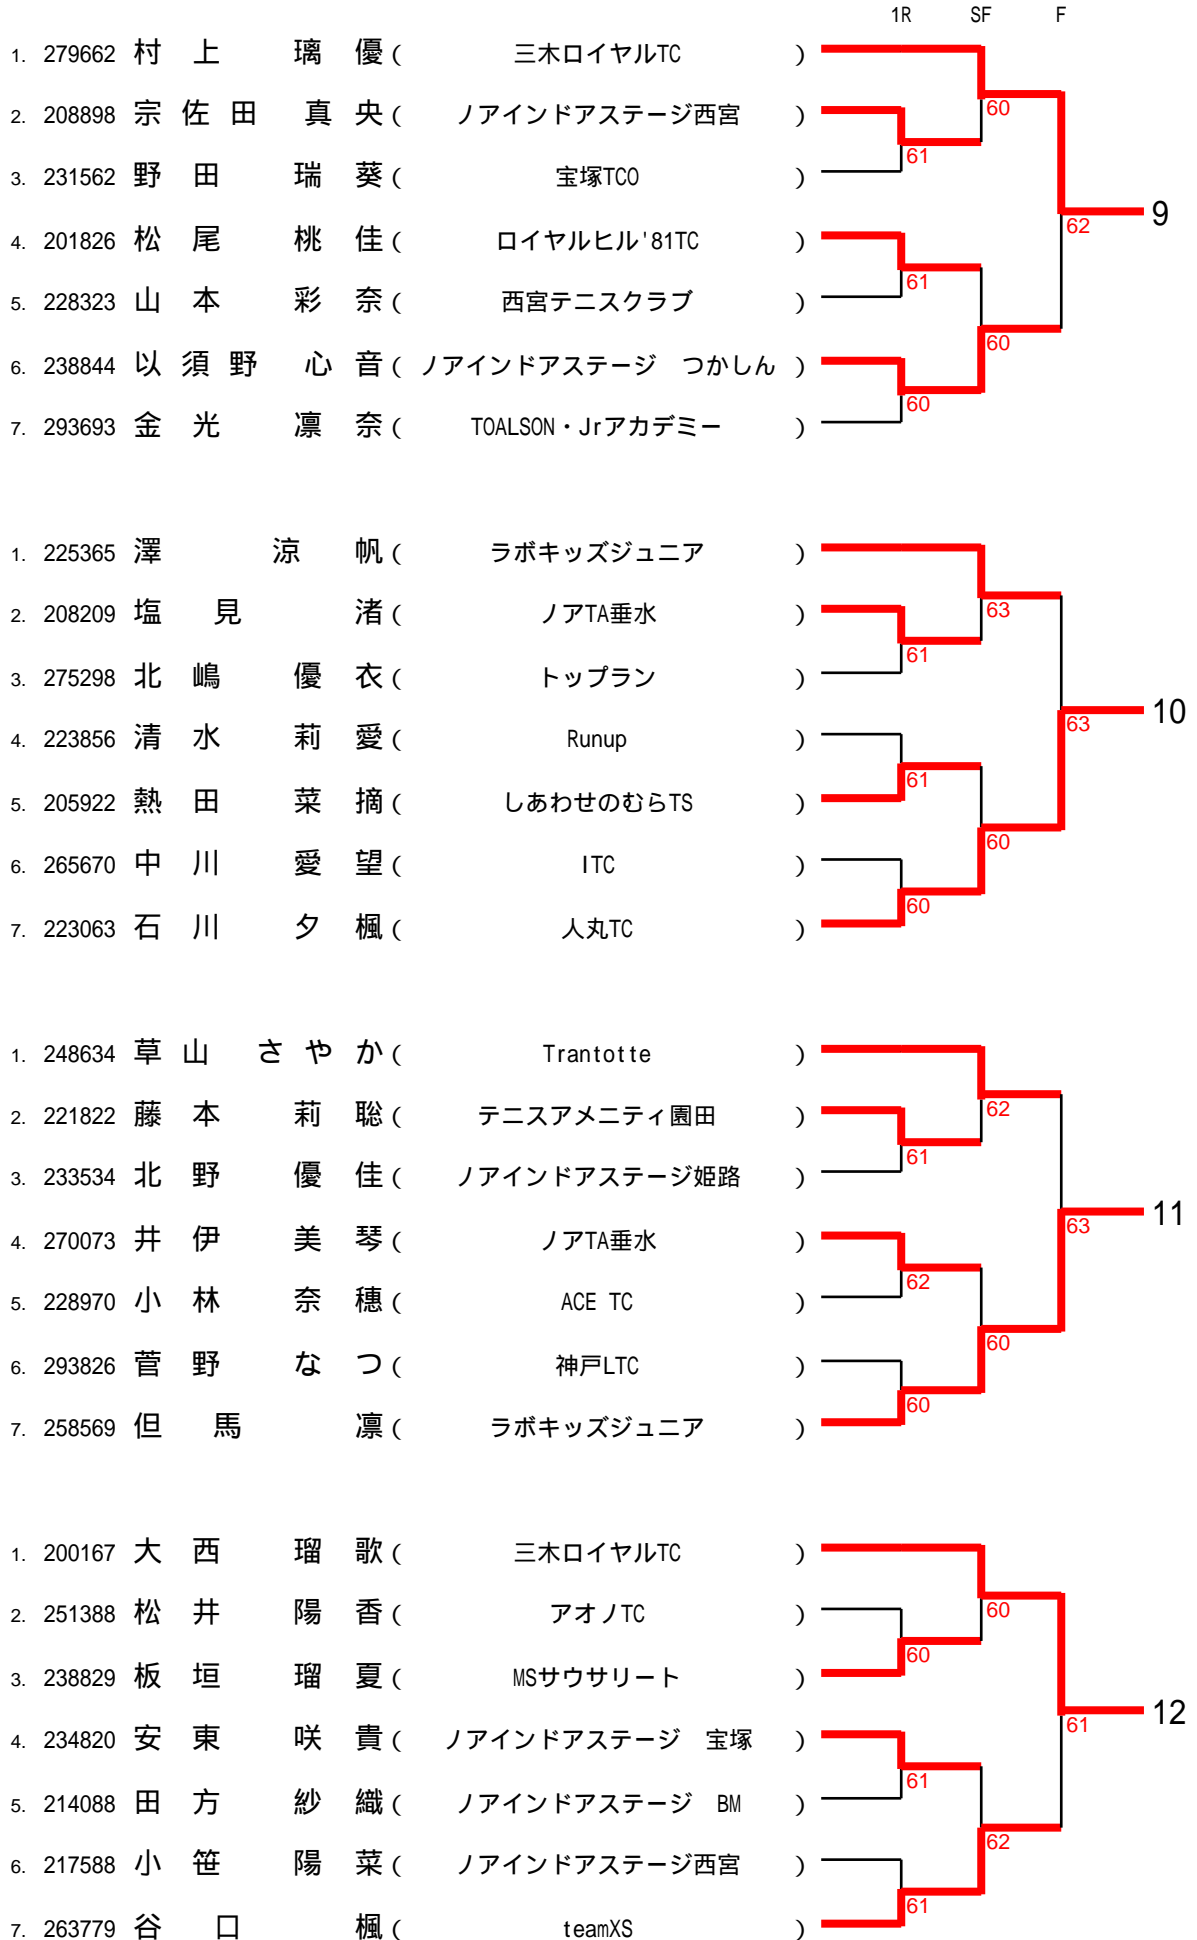 1R SF F
1. 279662 村上 璃優 ( 三木ロイヤルTC )
60
2. 208898 宗佐田 真央 ( ノアインドアステージ西宮 )
61
3. 231562 野田 瑞葵 ( 宝塚TCO )
62 9
4. 201826 松尾 桃佳 ( ロイヤルヒル'81TC )
61
5. 228323 山本 彩奈 ( 西宮テニスクラブ )
60
6. 238844 以須野 心音 ( ノアインドアステージ つかしん )
60
7. 293693 金光 凛奈 ( TOALSON・Jrアカデミー )
1. 225365 澤 涼帆 ( ラボキッズジュニア )
63
2. 208209 塩見 渚 ( ノアTA垂水 )
61
3. 275298 北嶋 優衣 ( トップラン )
63 10
4. 223856 清水 莉愛 ( Runup )
61
5. 205922 熱田 菜摘 ( しあわせのむらTS )
60
6. 265670 中川 愛望 ( ITC )
60
7. 223063 石川 夕楓 ( 人丸TC )
1. 248634 草山 さやか ( Trantotte )
62
2. 221822 藤本 莉聡 ( テニスアメニティ園田 )
61
3. 233534 北野 優佳 ( ノアインドアステージ姫路 )
63 11
4. 270073 井伊 美琴 ( ノアTA垂水 )
62
5. 228970 小林 奈穂 ( ACE TC )
60
6. 293826 菅野 なつ ( 神戸LTC )
60
7. 258569 但馬 凛 ( ラボキッズジュニア )
1. 200167 大西 瑠歌 ( 三木ロイヤルTC )
60
2. 251388 松井 陽香 ( アオノTC )
60
3. 238829 板垣 瑠夏 ( MSサウサリート )
61 12
4. 234820 安東 咲貴 ( ノアインドアステージ 宝塚 )
61
5. 214088 田方 紗織 ( ノアインドアステージ BM )
62
6. 217588 小笹 陽菜 ( ノアインドアステージ西宮 )
61
7. 263779 谷口 楓 ( teamXS )